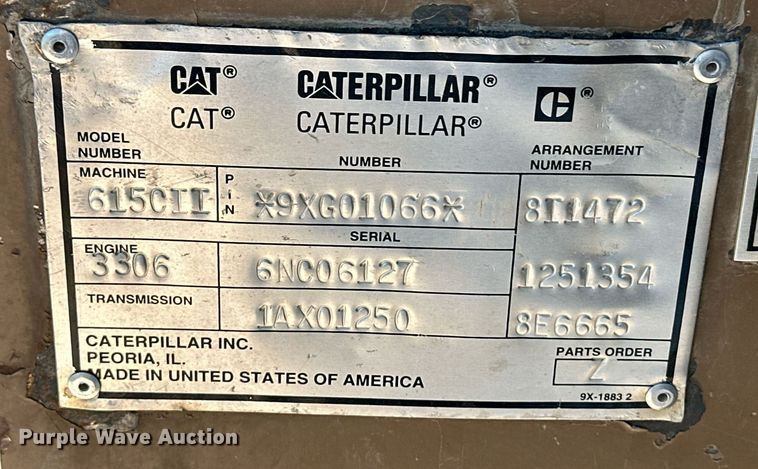 CAT® CATERPILLAR® C®
CAT® CATERPILLAR®
MODEL NUMBER NUMBER ARRANGEMENT NUMBER
MACHINE 615CII PIN *9XG01066* 8I1472
SERIAL
ENGINE 3306 6NC06127 1251354
TRANSMISSION 1AX01250 8E6665
CATERPILLAR INC.
PEORIA, IL. PARTS ORDER
MADE IN UNITED STATES OF AMERICA Z
9X-1883 2
Purple Wave Auction